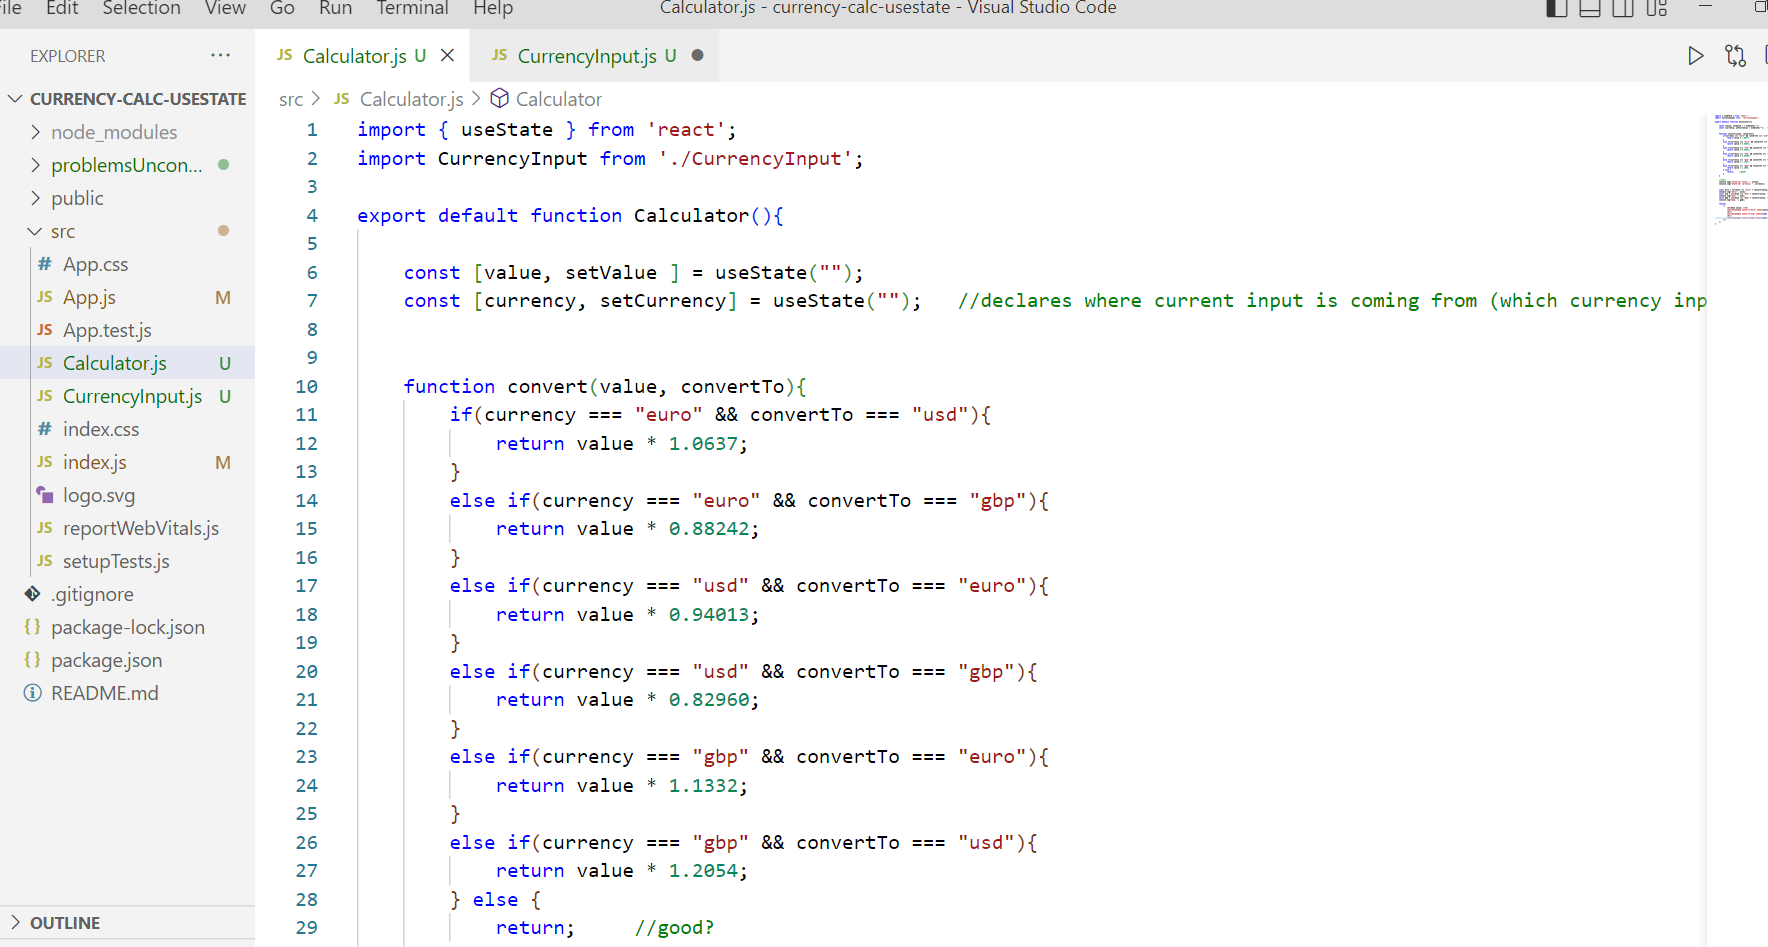 File Edit Selection View Go Run Terminal Help Calculator.js - currency-calc-usestate - Visual Studio Code
EXPLORER ···
CURRENCY-CALC-USESTATE
node_modules
problemsUncon...
public
src
# App.css
JS App.js M
JS App.test.js
JS Calculator.js U
JS CurrencyInput.js U
# index.css
JS index.js M
logo.svg
JS reportWebVitals.js
JS setupTests.js
.gitignore
{} package-lock.json
{} package.json
README.md
OUTLINE
JS Calculator.js U JS CurrencyInput.js U
src > JS Calculator.js > Calculator
1 import { useState } from 'react';
2 import CurrencyInput from './CurrencyInput';
3
4 export default function Calculator(){
5
6 const [value, setValue ] = useState("");
7 const [currency, setCurrency] = useState(""); //declares where current input is coming from (which currency inp
8
9
10 function convert(value, convertTo){
11 if(currency === "euro" && convertTo === "usd"){
12 return value * 1.0637;
13 }
14 else if(currency === "euro" && convertTo === "gbp"){
15 return value * 0.88242;
16 }
17 else if(currency === "usd" && convertTo === "euro"){
18 return value * 0.94013;
19 }
20 else if(currency === "usd" && convertTo === "gbp"){
21 return value * 0.82960;
22 }
23 else if(currency === "gbp" && convertTo === "euro"){
24 return value * 1.1332;
25 }
26 else if(currency === "gbp" && convertTo === "usd"){
27 return value * 1.2054;
28 } else {
29 return; //good?